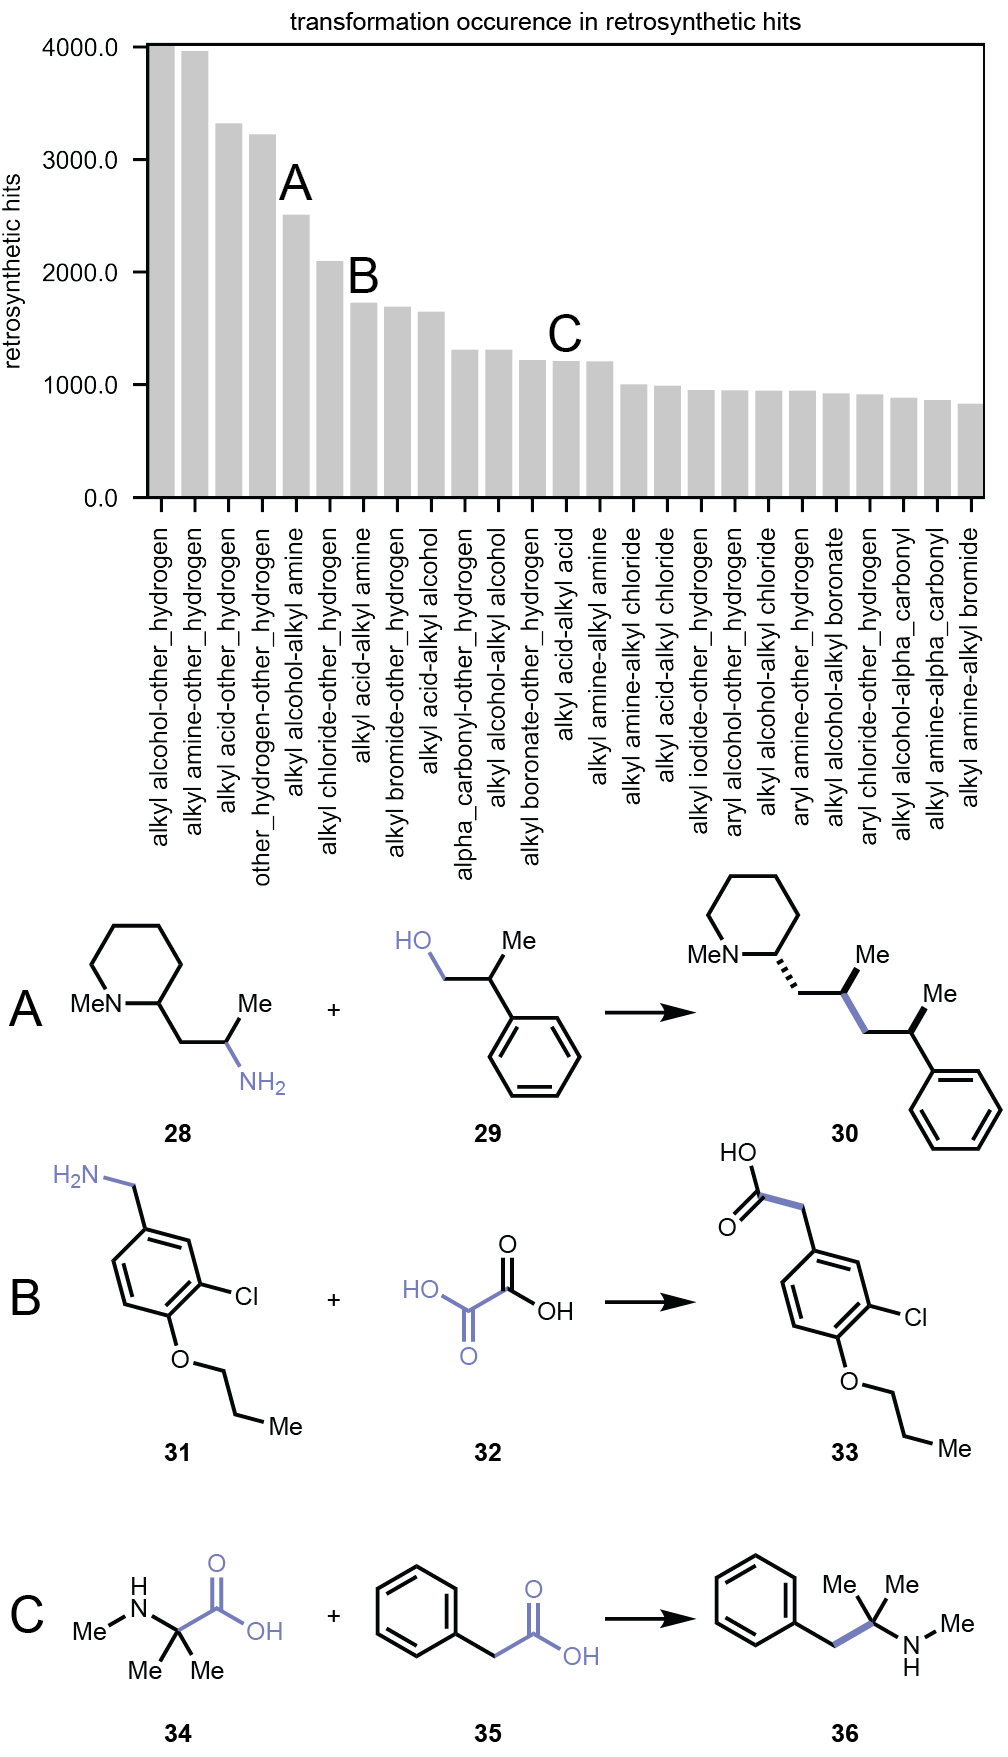 transformation occurence in retrosynthetic hits
retrosynthetic hits
4000.0
3000.0
2000.0
1000.0
0.0
A
B
C
alkyl alcohol-other_hydrogen
alkyl amine-other_hydrogen
alkyl acid-other_hydrogen
other_hydrogen-other_hydrogen
alkyl alcohol-alkyl amine
alkyl chloride-other_hydrogen
alkyl acid-alkyl amine
alkyl bromide-other_hydrogen
alkyl acid-alkyl alcohol
alpha_carbonyl-other_hydrogen
alkyl alcohol-alkyl alcohol
alkyl boronate-other_hydrogen
alkyl acid-alkyl acid
alkyl amine-alkyl amine
alkyl amine-alkyl chloride
alkyl acid-alkyl chloride
alkyl iodide-other_hydrogen
aryl alcohol-other_hydrogen
alkyl alcohol-alkyl chloride
aryl amine-other_hydrogen
alkyl alcohol-alkyl boronate
aryl chloride-other_hydrogen
alkyl alcohol-alpha_carbonyl
alkyl amine-alpha_carbonyl
alkyl amine-alkyl bromide
A
MeN
Me
NH2
+
HO
Me
MeN
Me
Me
28
29
30
B
H2N
Cl
O
Me
+
HO
O
O
OH
HO
O
Cl
O
Me
31
32
33
C
H
N
Me
Me
Me
O
OH
+
O
OH
Me
Me
N
H
Me
34
35
36